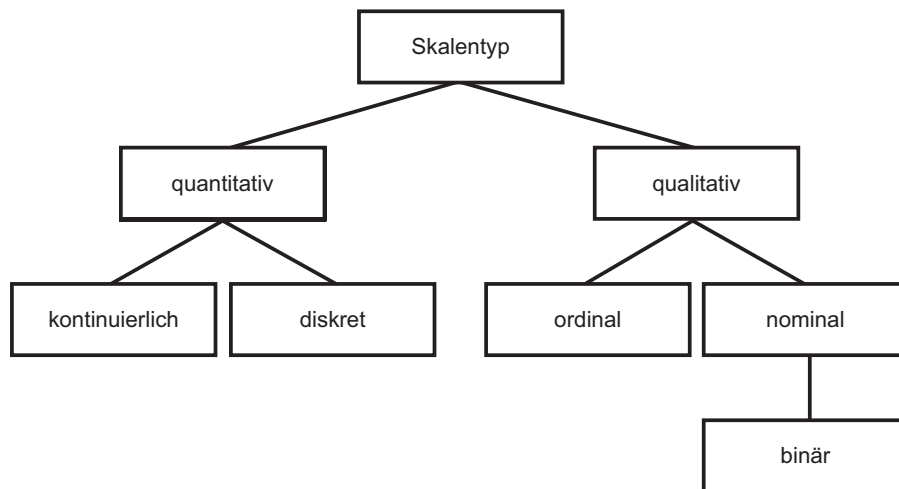 Skalentyp
quantitativ
qualitativ
kontinuierlich
diskret
ordinal
nominal
binär